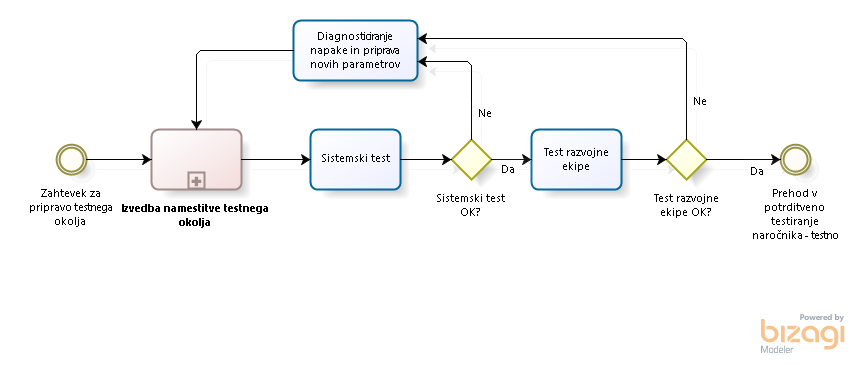 Diagnosticiranje
napake in priprava
novih parametrov
Ne
Ne
Sistemski test
Test razvojne
ekipe
Da
Da
Zahtevek za
pripravo testnega
okolja
Izvedba namestitve testnega
okolja
Sistemski test
OK?
Test razvojne
ekipe OK?
Prehod v
potrditveno
testiranje
naročnika - testno
Powered by
bizagi
Modeler